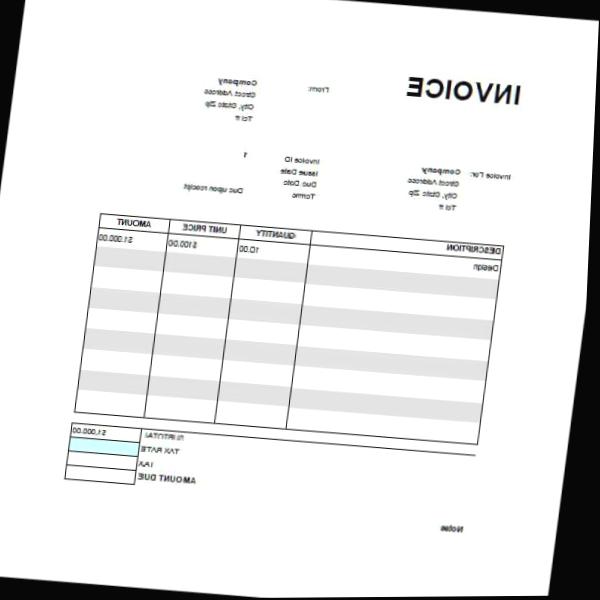 INVOICE
From:
Company
Street Address
City, State Zip
Tel #
Invoice For:
Company
Street Address
City, State, Zip
Tel #
Invoice ID 1
Issue Date
Due Date
Terms Due upon receipt
DESCRIPTION QUANTITY UNIT PRICE AMOUNT
Design 10.00 $100.00 $1,000.00
SUBTOTAL $1,000.00
TAX RATE
TAX
AMOUNT DUE
Notes